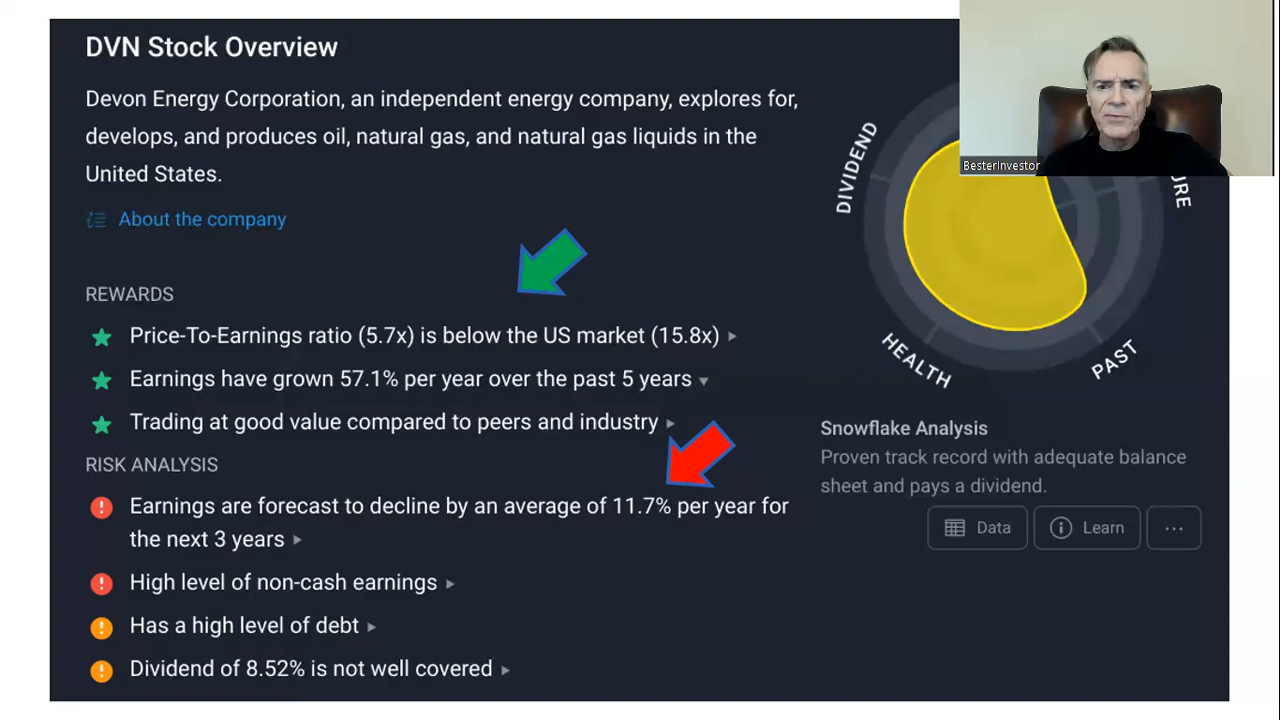 DVN Stock Overview
Devon Energy Corporation, an independent energy company, explores for,
develops, and produces oil, natural gas, and natural gas liquids in the
United States.
About the company
REWARDS
Price-To-Earnings ratio (5.7x) is below the US market (15.8x)
Earnings have grown 57.1% per year over the past 5 years
Trading at good value compared to peers and industry
RISK ANALYSIS
Earnings are forecast to decline by an average of 11.7% per year for
the next 3 years
High level of non-cash earnings
Has a high level of debt
Dividend of 8.52% is not well covered
BesterInvestor
DIVIDEND
URE
HEALTH
PAST
Snowflake Analysis
Proven track record with adequate balance
sheet and pays a dividend.
Data
Learn
...